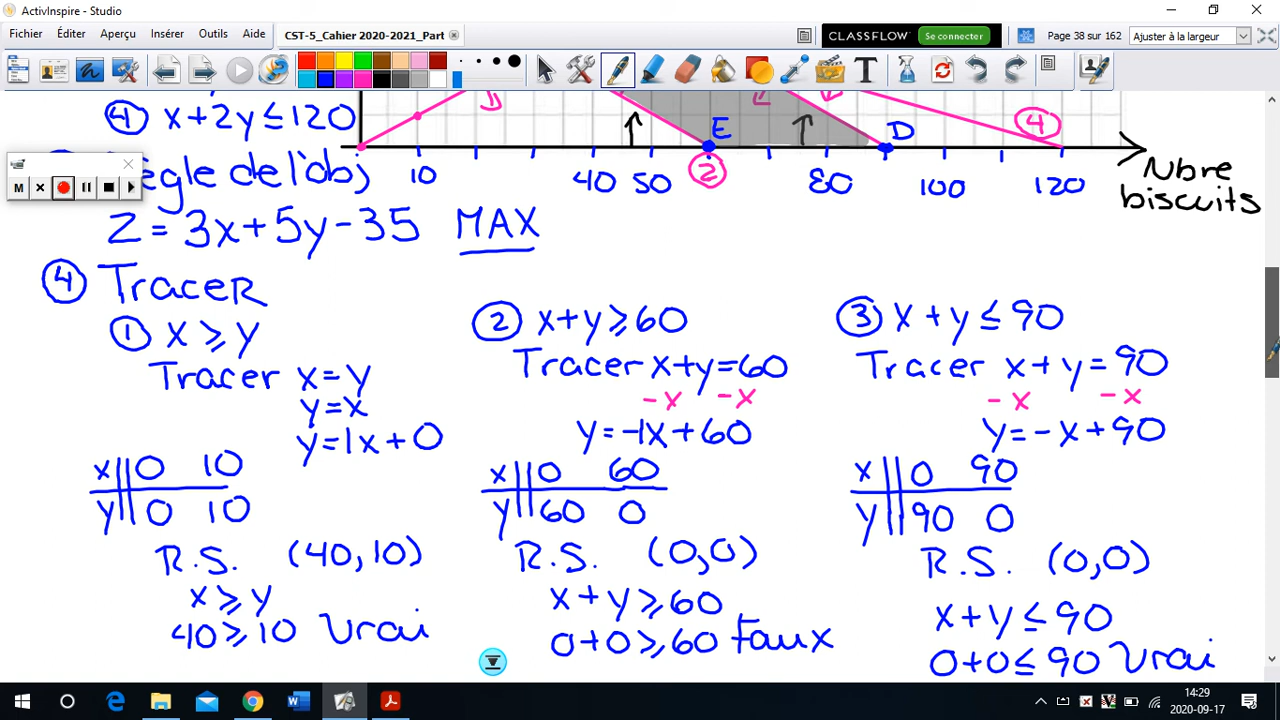 ActivInspire - Studio
Fichier Éditer Aperçu Insérer Outils Aide
CST-5_Cahier 2020-2021_Part
CLASSFLOW Se connecter
Page 38 sur 162
Ajuster à la largeur
④ x+2y≤120
ègle de l'obj
M
E
D
④
②
10 40 50 80 100 120
Nbre
biscuits
Z = 3x+5y-35 MAX
④ Tracer
① x ≥ y
Tracer x=y
y=x
y=1x+0
x 0 10
y 0 10
R.S. (40,10)
x ≥ y
40≥10 Vrai
② x+y ≥60
Tracer x+y=60
-x -x
y=-1x+60
x 0 60
y 60 0
R.S. (0,0)
x+y≥60
0+0≥60 Faux
③ x+y ≤ 90
Tracer x+y=90
-x -x
y=-x+90
x 0 90
y 90 0
R.S. (0,0)
x+y≤90
0+0≤90 Vrai
14:29
2020-09-17